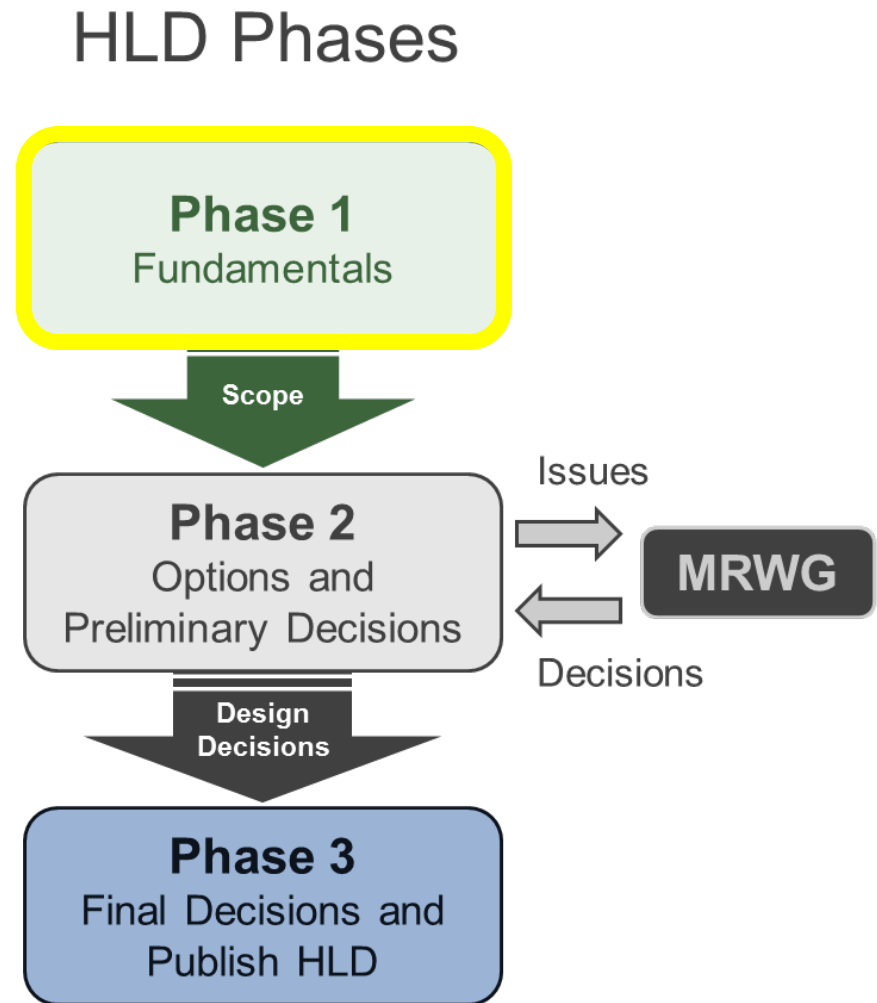 HLD Phases
Phase 1
Fundamentals
Scope
Phase 2
Options and
Preliminary Decisions
Issues
MRWG
Decisions
Design
Decisions
Phase 3
Final Decisions and
Publish HLD